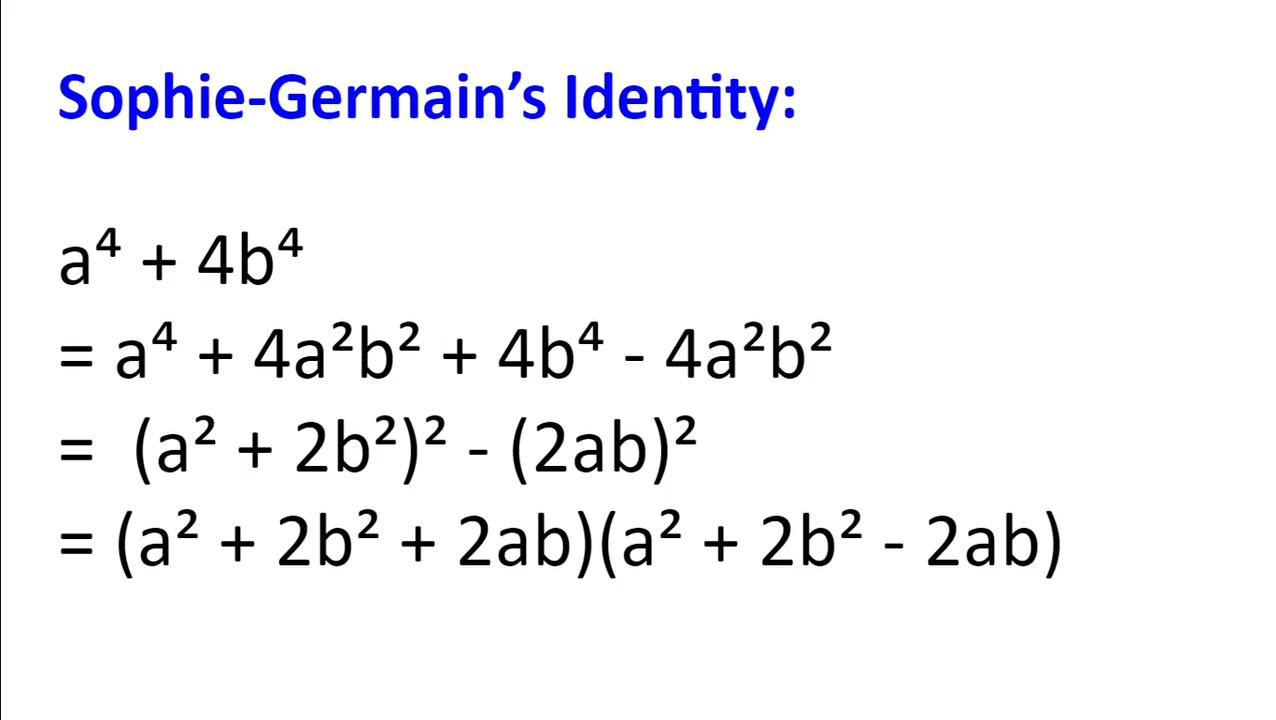 Sophie-Germain’s Identity:
a⁴ + 4b⁴
= a⁴ + 4a²b² + 4b⁴ - 4a²b²
= (a² + 2b²)² - (2ab)²
= (a² + 2b² + 2ab)(a² + 2b² - 2ab)